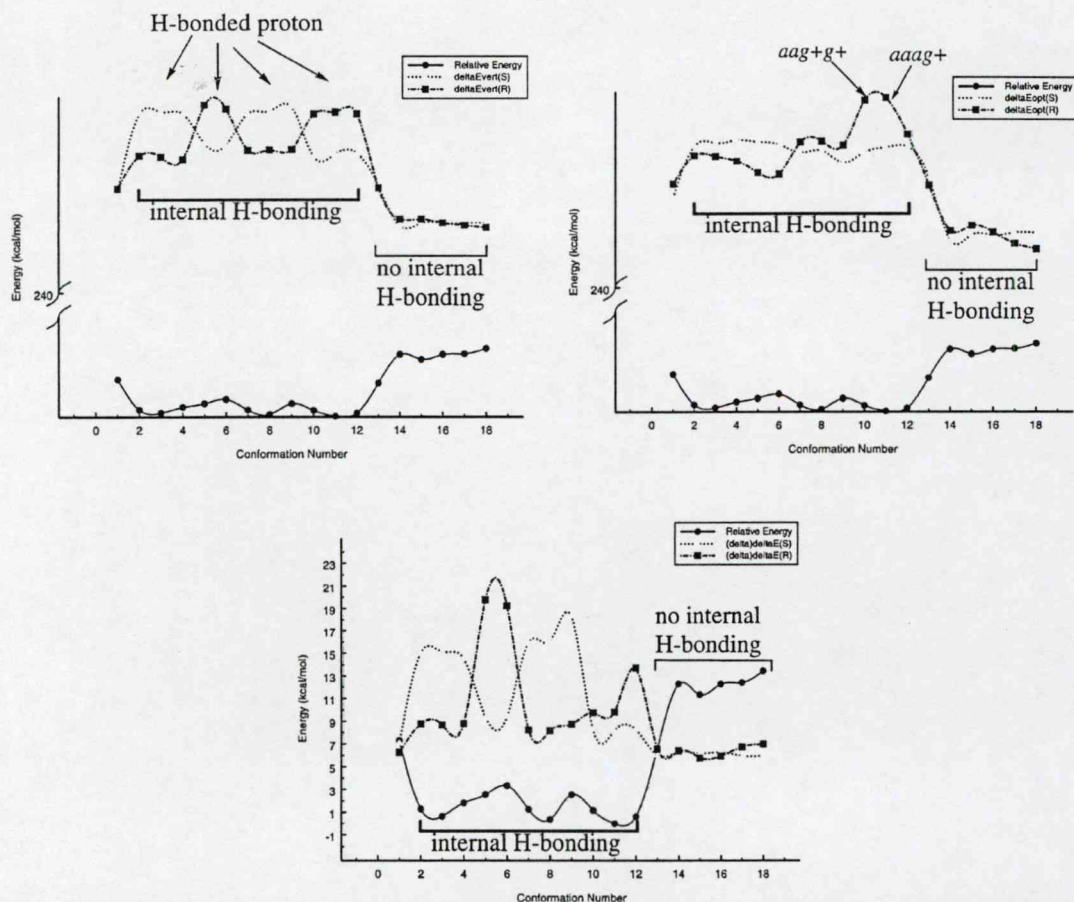 H-bonded proton
Relative Energy
deltaEvert(S)
deltaEvert(R)
internal H-bonding
no internal
H-bonding
Energy (kcal/mol)
240
0 2 4 6 8 10 12 14 16 18
Conformation Number
aag+g+
aaag+
Relative Energy
deltaEopt(S)
deltaEopt(R)
internal H-bonding
no internal
H-bonding
Energy (kcal/mol)
240
0 2 4 6 8 10 12 14 16 18
Conformation Number
Relative Energy
(delta)deltaE(S)
(delta)deltaE(R)
no internal
H-bonding
Energy (kcal/mol)
23
21
19
17
15
13
11
9
7
5
3
1
-1
internal H-bonding
0 2 4 6 8 10 12 14 16 18
Conformation Number